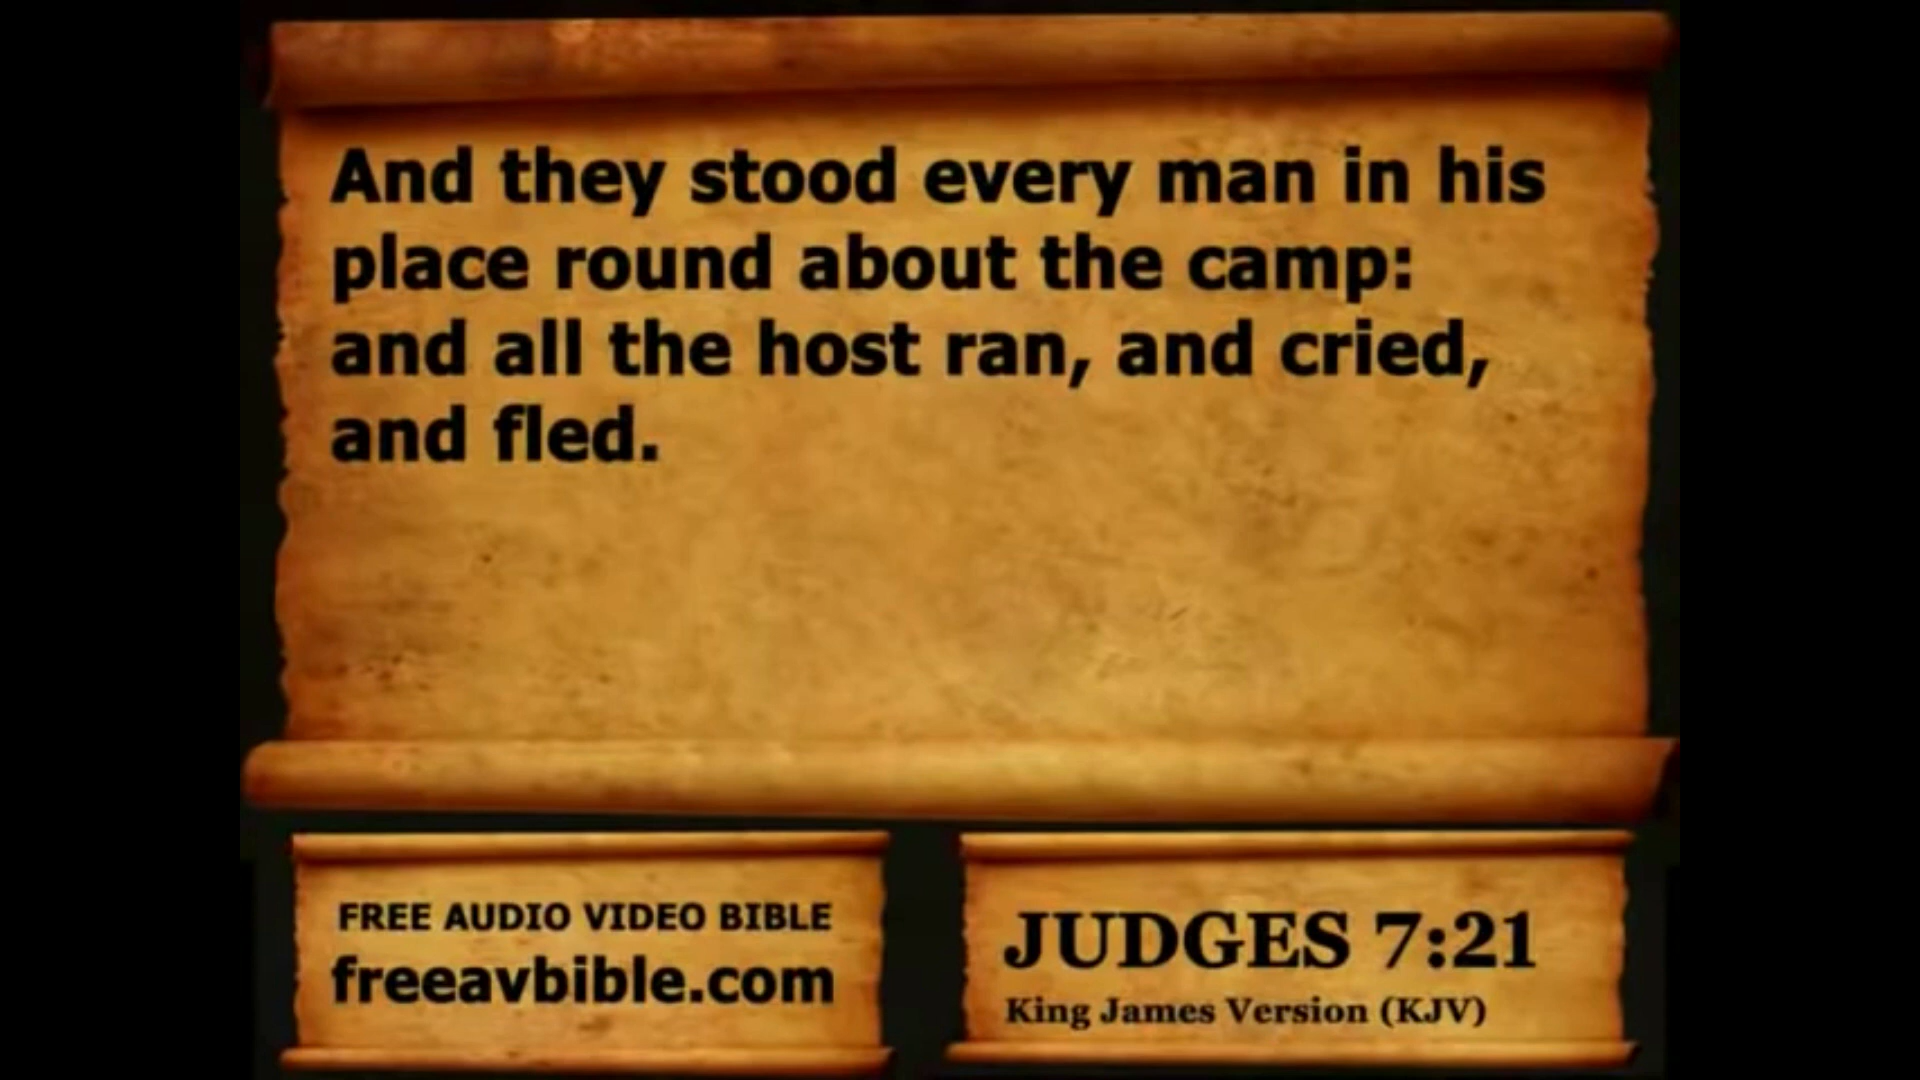 And they stood every man in his
place round about the camp:
and all the host ran, and cried,
and fled.
FREE AUDIO VIDEO BIBLE
freeavbible.com
JUDGES 7:21
King James Version (KJV)